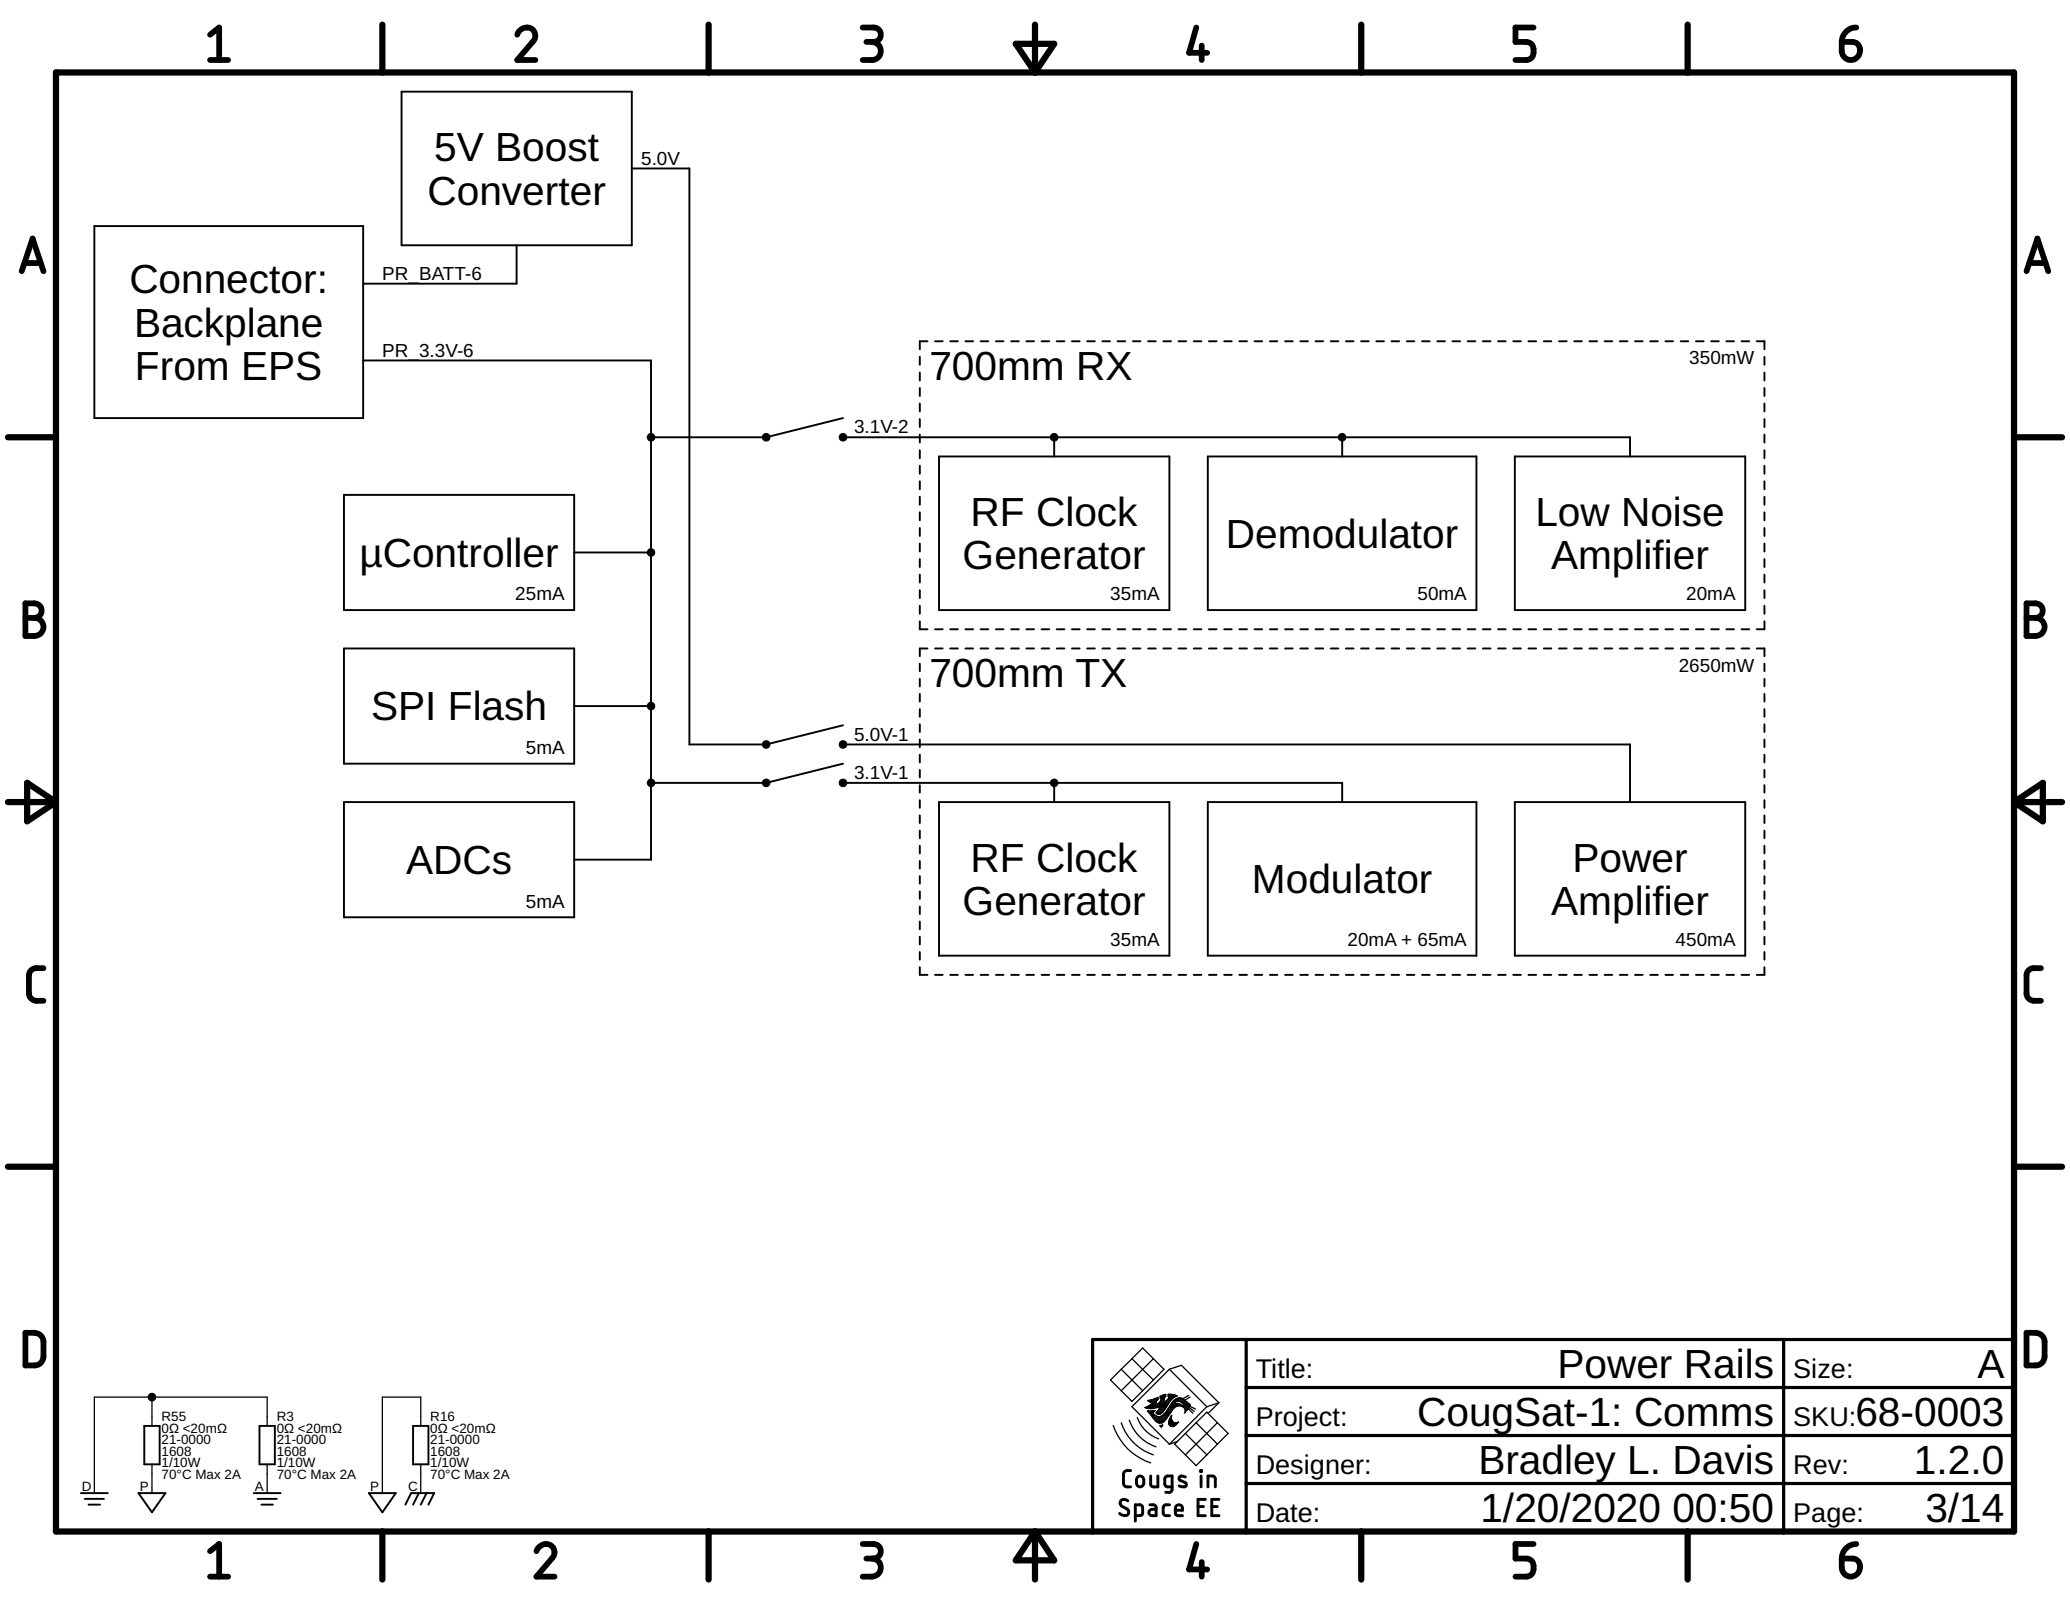 1 2 3 4 5 6
A A
B B
C C
D D
5V Boost
Converter
5.0V
Connector:
Backplane
From EPS
PR_BATT-6
PR_3.3V-6
700mm RX
350mW
3.1V-2
RF Clock
Generator
35mA
Demodulator
50mA
Low Noise
Amplifier
20mA
µController
25mA
SPI Flash
5mA
ADCs
5mA
700mm TX
2650mW
5.0V-1
3.1V-1
RF Clock
Generator
35mA
Modulator
20mA + 65mA
Power
Amplifier
450mA
R55
0Ω <20mΩ
21-0000
1608
1/10W
70°C Max 2A
D
P
R3
0Ω <20mΩ
21-0000
1608
1/10W
70°C Max 2A
A
R16
0Ω <20mΩ
21-0000
1608
1/10W
70°C Max 2A
P
C
Cougs in
Space EE
Title: Power Rails
Size: A
Project: CougSat-1: Comms
SKU: 68-0003
Designer: Bradley L. Davis
Rev: 1.2.0
Date: 1/20/2020 00:50
Page: 3/14
1 2 3 4 5 6